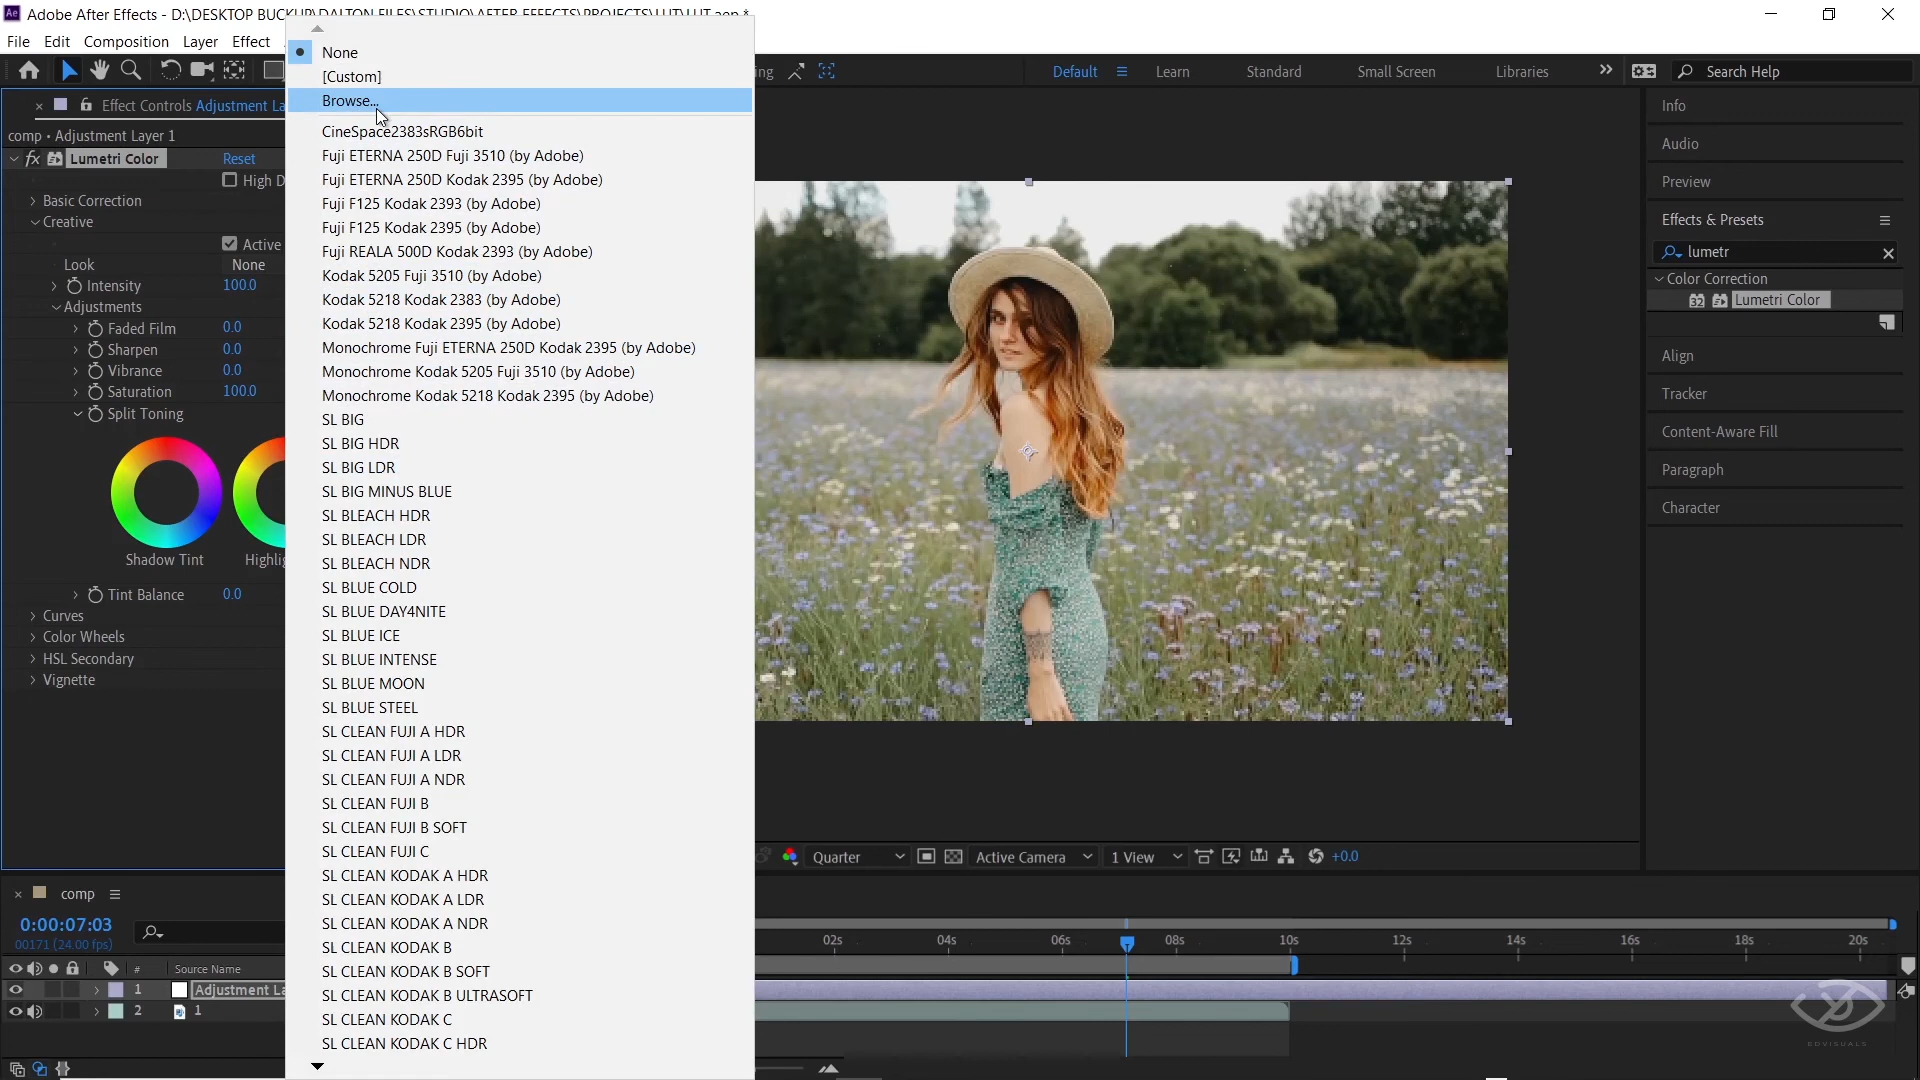 Adobe After Effects - D:\DESKTOP BUCKUP\DALTON FILES\STUDIO\AFTER EFFECTS\PROJECTS\LUT\LUT.aep *
File Edit Composition Layer Effect
Default Learn Standard Small Screen Libraries Search Help
Effect Controls Adjustment La
comp • Adjustment Layer 1
fx Lumetri Color Reset
High D
Basic Correction
Creative
Active
Look None
Intensity 100.0
Adjustments
Faded Film 0.0
Sharpen 0.0
Vibrance 0.0
Saturation 100.0
Split Toning
Shadow Tint Highli
Tint Balance 0.0
Curves
Color Wheels
HSL Secondary
Vignette
None
[Custom]
Browse...
CineSpace2383sRGB6bit
Fuji ETERNA 250D Fuji 3510 (by Adobe)
Fuji ETERNA 250D Kodak 2395 (by Adobe)
Fuji F125 Kodak 2393 (by Adobe)
Fuji F125 Kodak 2395 (by Adobe)
Fuji REALA 500D Kodak 2393 (by Adobe)
Kodak 5205 Fuji 3510 (by Adobe)
Kodak 5218 Kodak 2383 (by Adobe)
Kodak 5218 Kodak 2395 (by Adobe)
Monochrome Fuji ETERNA 250D Kodak 2395 (by Adobe)
Monochrome Kodak 5205 Fuji 3510 (by Adobe)
Monochrome Kodak 5218 Kodak 2395 (by Adobe)
SL BIG
SL BIG HDR
SL BIG LDR
SL BIG MINUS BLUE
SL BLEACH HDR
SL BLEACH LDR
SL BLEACH NDR
SL BLUE COLD
SL BLUE DAY4NITE
SL BLUE ICE
SL BLUE INTENSE
SL BLUE MOON
SL BLUE STEEL
SL CLEAN FUJI A HDR
SL CLEAN FUJI A LDR
SL CLEAN FUJI A NDR
SL CLEAN FUJI B
SL CLEAN FUJI B SOFT
SL CLEAN FUJI C
SL CLEAN KODAK A HDR
SL CLEAN KODAK A LDR
SL CLEAN KODAK A NDR
SL CLEAN KODAK B
SL CLEAN KODAK B SOFT
SL CLEAN KODAK B ULTRASOFT
SL CLEAN KODAK C
SL CLEAN KODAK C HDR
Info
Audio
Preview
Effects & Presets
lumetr
Color Correction
32 Lumetri Color
Align
Tracker
Content-Aware Fill
Paragraph
Character
Quarter Active Camera 1 View +0.0
comp
0:00:07:03
00171 (24.00 fps)
# Source Name
1 Adjustment La
2 1
02s 04s 06s 08s 10s 12s 14s 16s 18s 20s
EDVISUALS